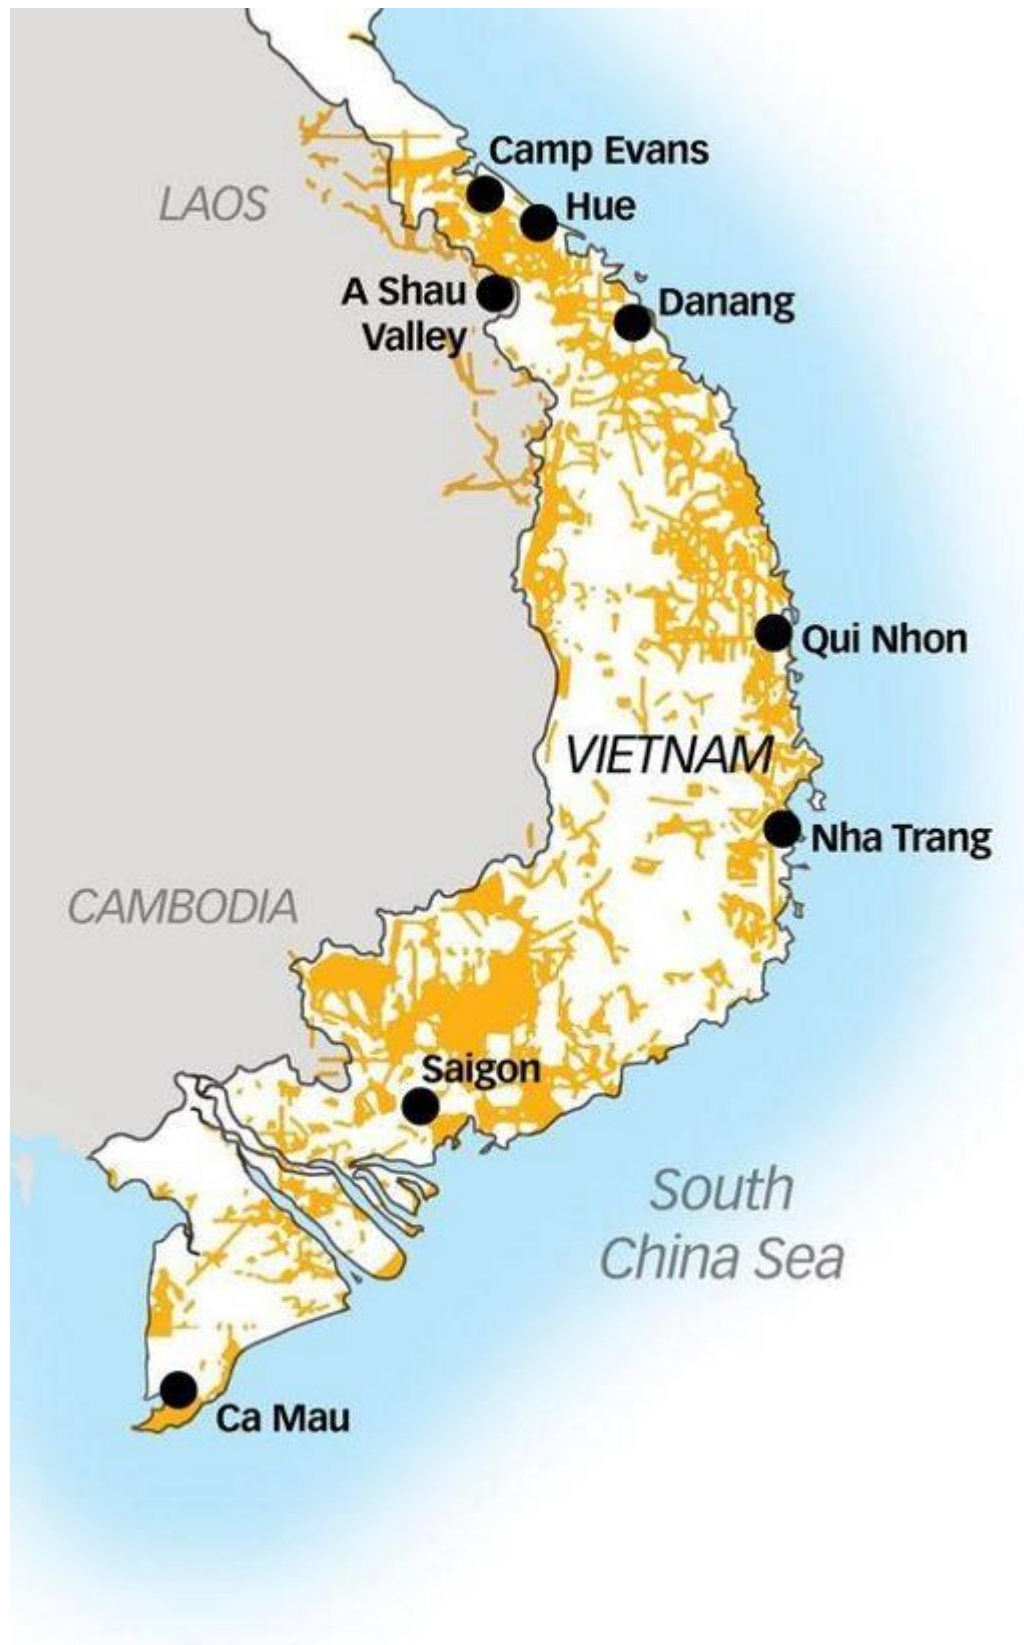 Camp Evans
LAOS
Hue
A Shau
Valley
Danang
Qui Nhon
VIETNAM
Nha Trang
CAMBODIA
Saigon
South
China Sea
Ca Mau